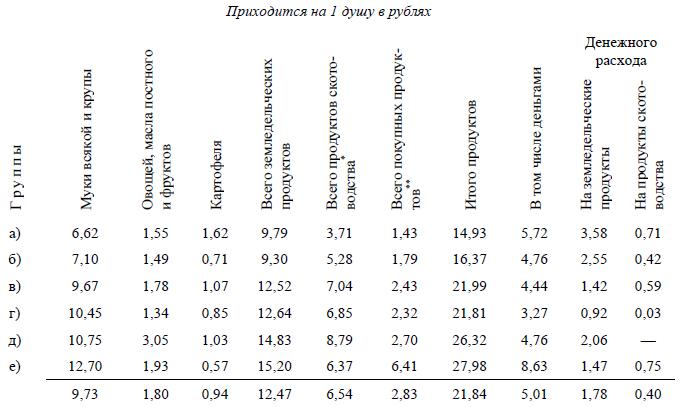 Приходится на 1 душу в рублях
Группы
Муки всякой и крупы
Овощей, масла постного
и фруктов
Картофеля
Всего земледельческих
продуктов
Всего продуктов ското-
водства*
Всего покупных продук-
тов**
Итого продуктов
В том числе деньгами
Денежного
расхода
На земледельческие
продукты
На продукты ското-
водства
а) 6,62 1,55 1,62 9,79 3,71 1,43 14,93 5,72 3,58 0,71
б) 7,10 1,49 0,71 9,30 5,28 1,79 16,37 4,76 2,55 0,42
в) 9,67 1,78 1,07 12,52 7,04 2,43 21,99 4,44 1,42 0,59
г) 10,45 1,34 0,85 12,64 6,85 2,32 21,81 3,27 0,92 0,03
д) 10,75 3,05 1,03 14,83 8,79 2,70 26,32 4,76 2,06 —
е) 12,70 1,93 0,57 15,20 6,37 6,41 27,98 8,63 1,47 0,75
9,73 1,80 0,94 12,47 6,54 2,83 21,84 5,01 1,78 0,40